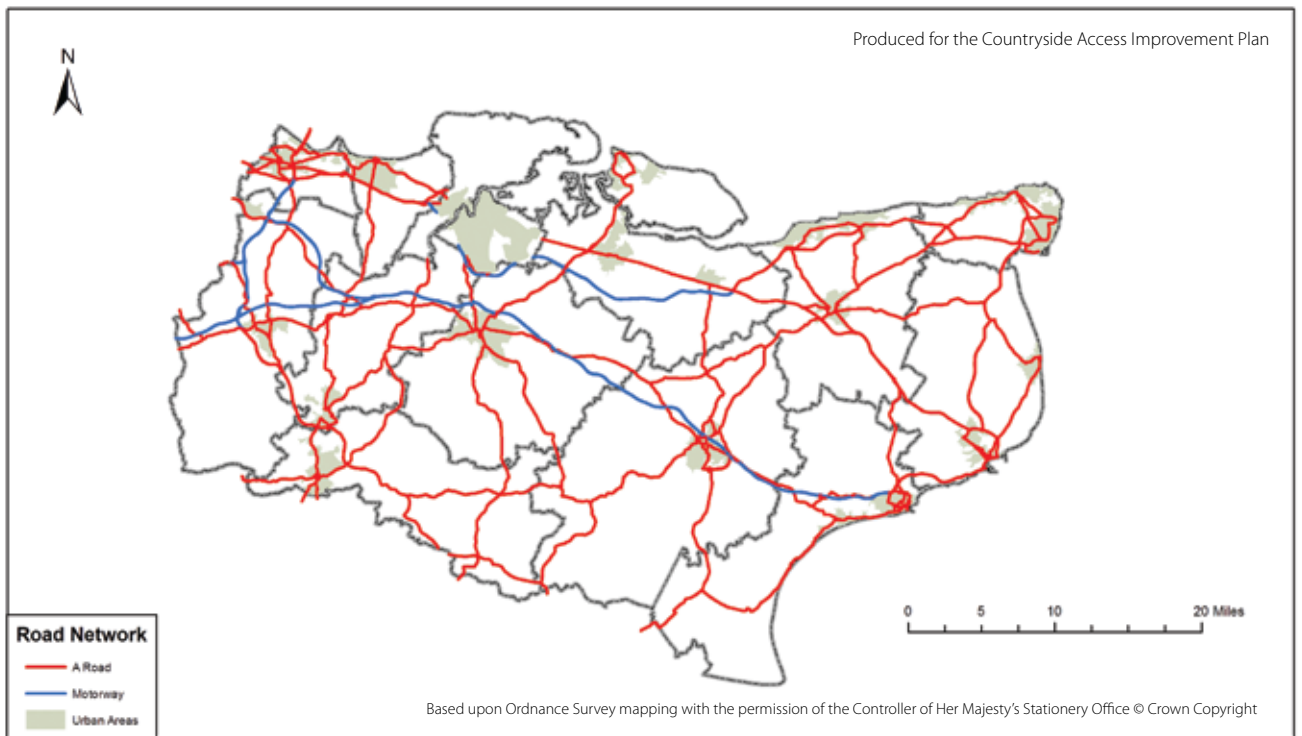 Produced for the Countryside Access Improvement Plan
N
0 5 10 20 Miles
Road Network
A Road
Motorway
Urban Areas
Based upon Ordnance Survey mapping with the permission of the Controller of Her Majesty’s Stationery Office © Crown Copyright